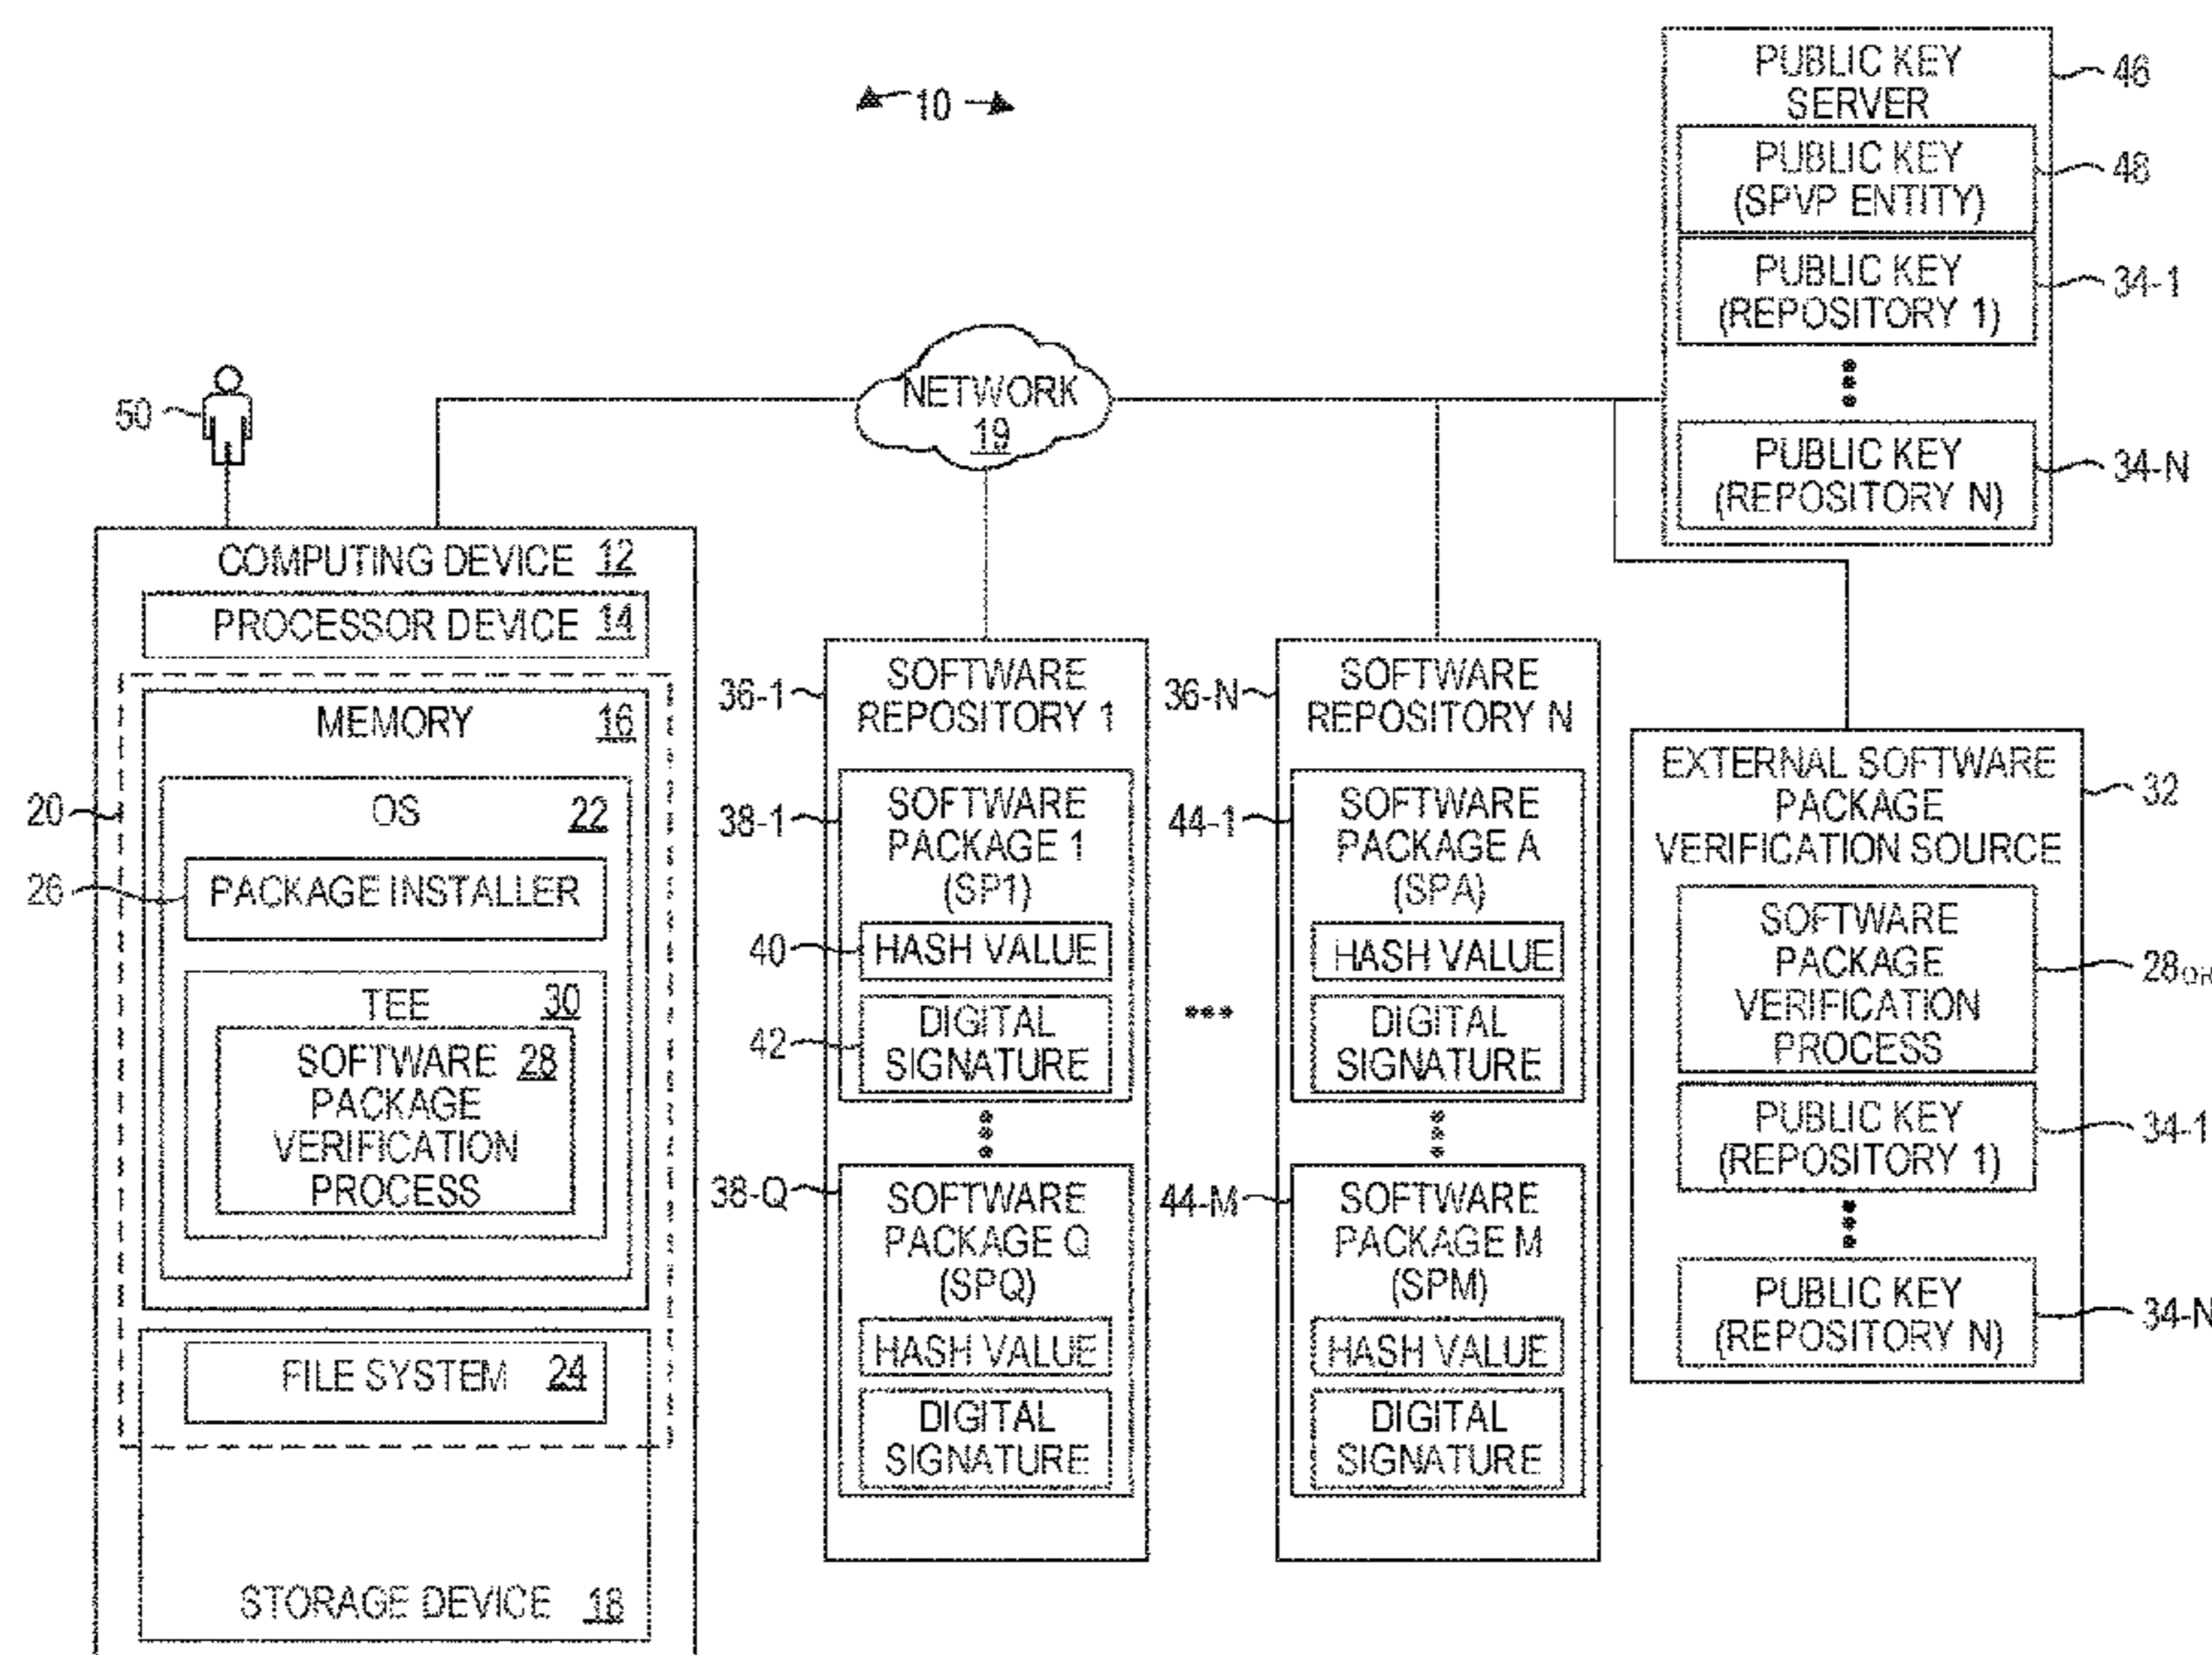 10
PUBLIC KEY
SERVER
46
PUBLIC KEY
(SPVP ENTITY)
48
PUBLIC KEY
(REPOSITORY 1)
34-1
PUBLIC KEY
(REPOSITORY N)
34-N
NETWORK
19
50
COMPUTING DEVICE 12
PROCESSOR DEVICE 14
MEMORY 16
20
OS 22
26
PACKAGE INSTALLER
TEE 30
SOFTWARE 28
PACKAGE
VERIFICATION
PROCESS
FILE SYSTEM 24
STORAGE DEVICE 18
36-1
SOFTWARE
REPOSITORY 1
38-1
SOFTWARE
PACKAGE 1
(SP1)
40
HASH VALUE
42
DIGITAL
SIGNATURE
38-Q
SOFTWARE
PACKAGE Q
(SPQ)
HASH VALUE
DIGITAL
SIGNATURE
36-N
SOFTWARE
REPOSITORY N
44-1
SOFTWARE
PACKAGE A
(SPA)
HASH VALUE
DIGITAL
SIGNATURE
44-M
SOFTWARE
PACKAGE M
(SPM)
HASH VALUE
DIGITAL
SIGNATURE
EXTERNAL SOFTWARE
PACKAGE
VERIFICATION SOURCE
32
SOFTWARE
PACKAGE
VERIFICATION
PROCESS
28OR
PUBLIC KEY
(REPOSITORY 1)
34-1
PUBLIC KEY
(REPOSITORY N)
34-N